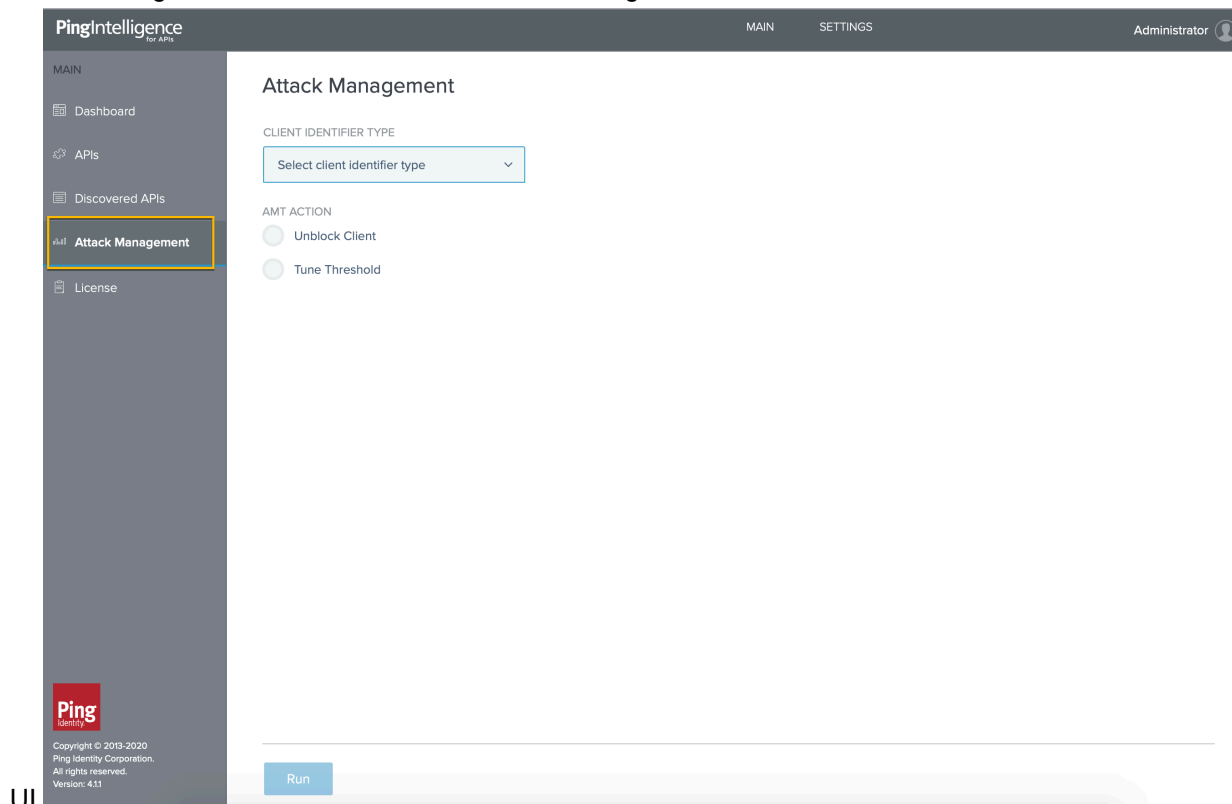 PingIntelligence
for APIs
MAIN
SETTINGS
Administrator
MAIN
Dashboard
APIs
Discovered APIs
Attack Management
License
Attack Management
CLIENT IDENTIFIER TYPE
Select client identifier type
AMT ACTION
Unblock Client
Tune Threshold
Ping
Identity
Copyright © 2013-2020
Ping Identity Corporation.
All rights reserved.
Version: 4.1.1
Run
UI